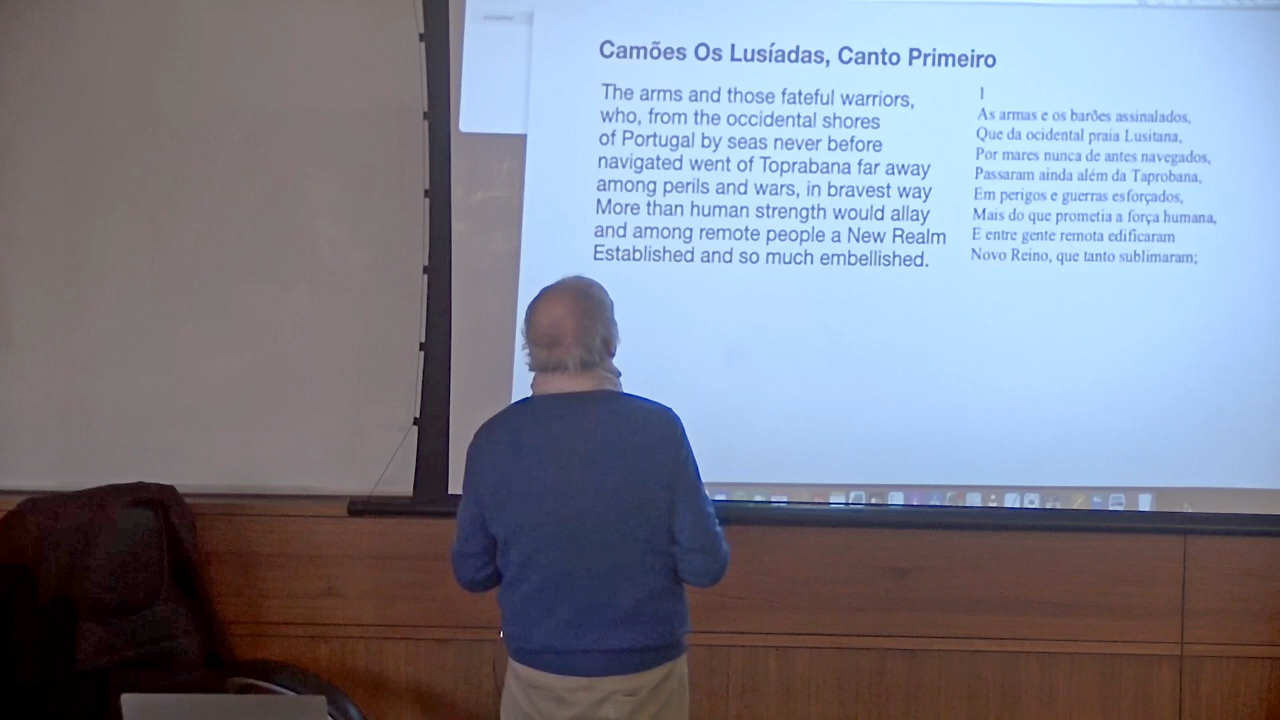 Camões Os Lusíadas, Canto Primeiro
The arms and those fateful warriors,
who, from the occidental shores
of Portugal by seas never before
navigated went of Toprabana far away
among perils and wars, in bravest way
More than human strength would allay
and among remote people a New Realm
Established and so much embellished.
I
As armas e os barões assinalados,
Que da ocidental praia Lusitana,
Por mares nunca de antes navegados,
Passaram ainda além da Taprobana,
Em perigos e guerras esforçados,
Mais do que prometia a força humana,
E entre gente remota edificaram
Novo Reino, que tanto sublimaram;